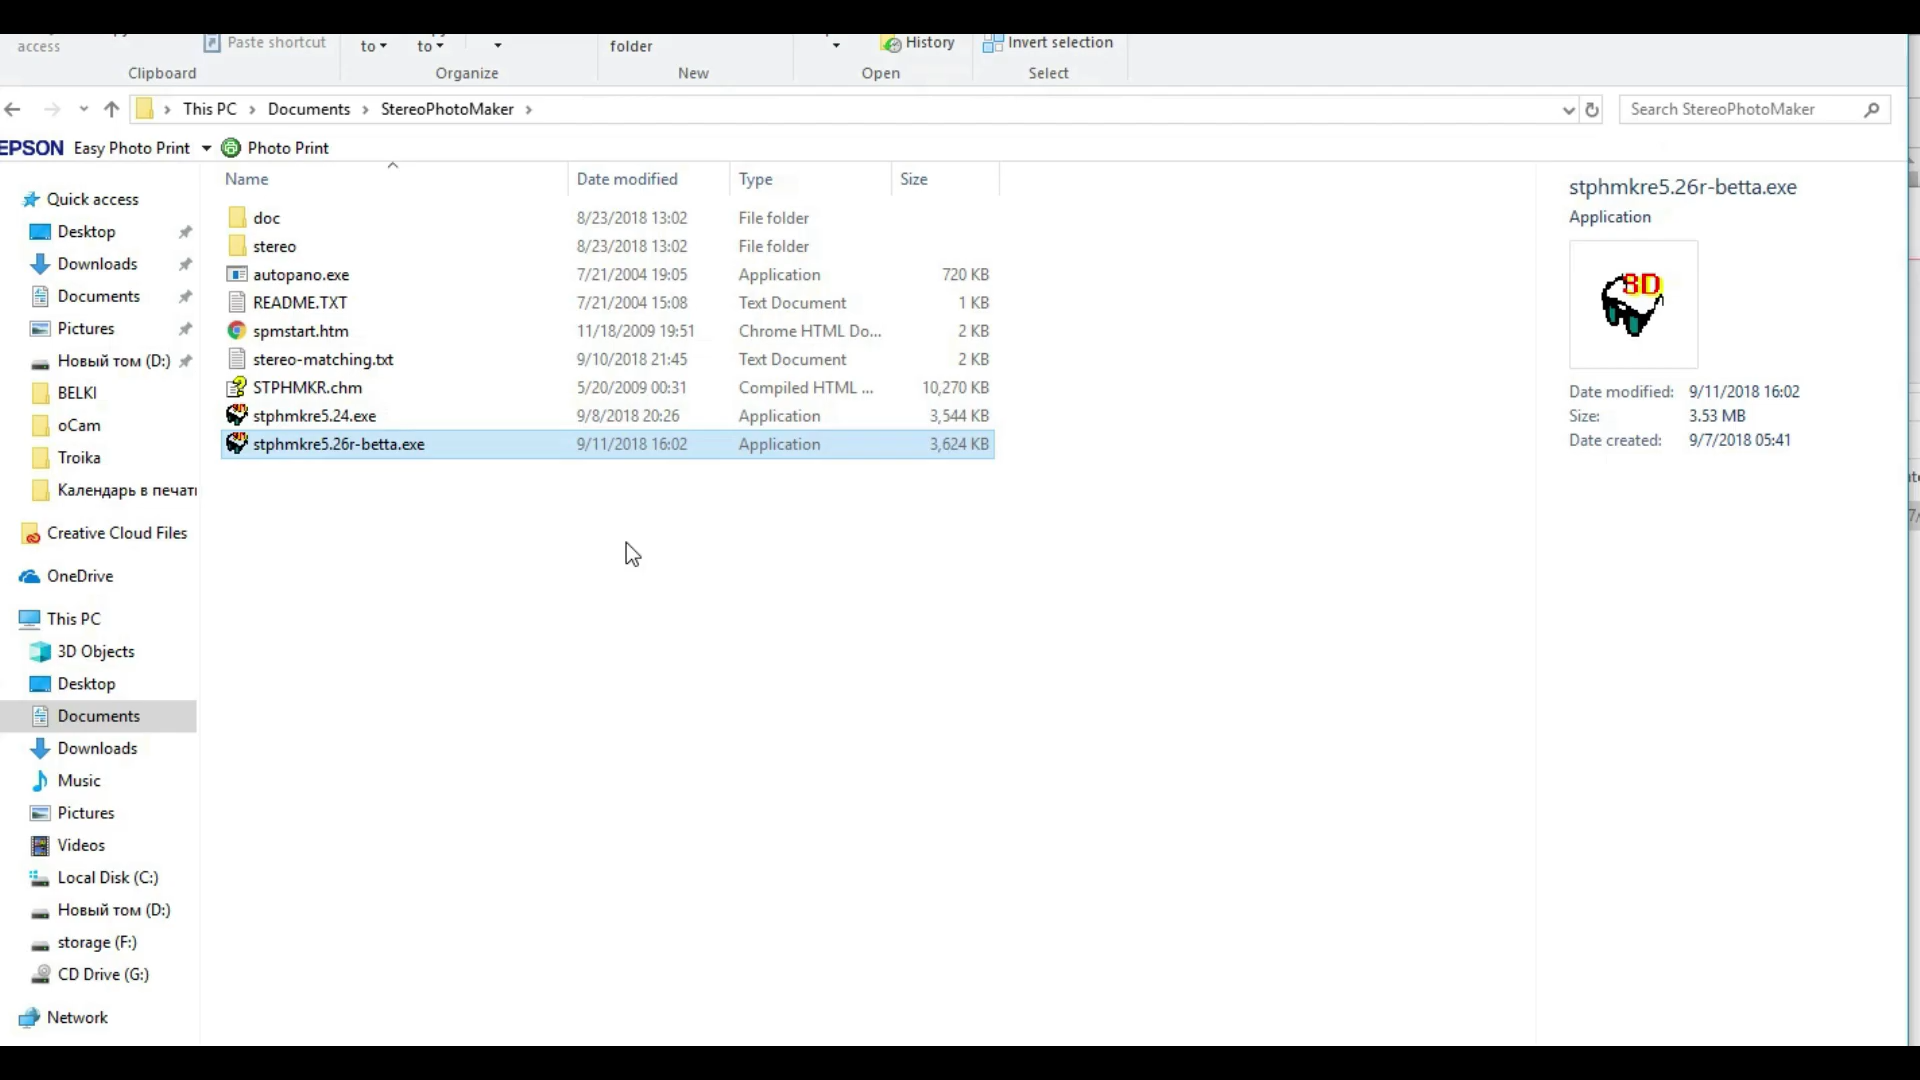 access
Paste shortcut
to
to
folder
History
Invert selection
Clipboard
Organize
New
Open
Select
This PC
Documents
StereoPhotoMaker
Search StereoPhotoMaker
EPSON Easy Photo Print
Photo Print
Name
Date modified
Type
Size
doc 8/23/2018 13:02 File folder
stereo 8/23/2018 13:02 File folder
autopano.exe 7/21/2004 19:05 Application 720 KB
README.TXT 7/21/2004 15:08 Text Document 1 KB
spmstart.htm 11/18/2009 19:51 Chrome HTML Do... 2 KB
stereo-matching.txt 9/10/2018 21:45 Text Document 2 KB
STPHMKR.chm 5/20/2009 00:31 Compiled HTML ... 10,270 KB
stphmkre5.24.exe 9/8/2018 20:26 Application 3,544 KB
stphmkre5.26r-betta.exe 9/11/2018 16:02 Application 3,624 KB
Quick access
Desktop
Downloads
Documents
Pictures
Новый том (D:)
BELKI
oCam
Troika
Календарь в печати
Creative Cloud Files
OneDrive
This PC
3D Objects
Desktop
Documents
Downloads
Music
Pictures
Videos
Local Disk (C:)
Новый том (D:)
storage (F:)
CD Drive (G:)
Network
stphmkre5.26r-betta.exe
Application
3D
Date modified: 9/11/2018 16:02
Size: 3.53 MB
Date created: 9/7/2018 05:41